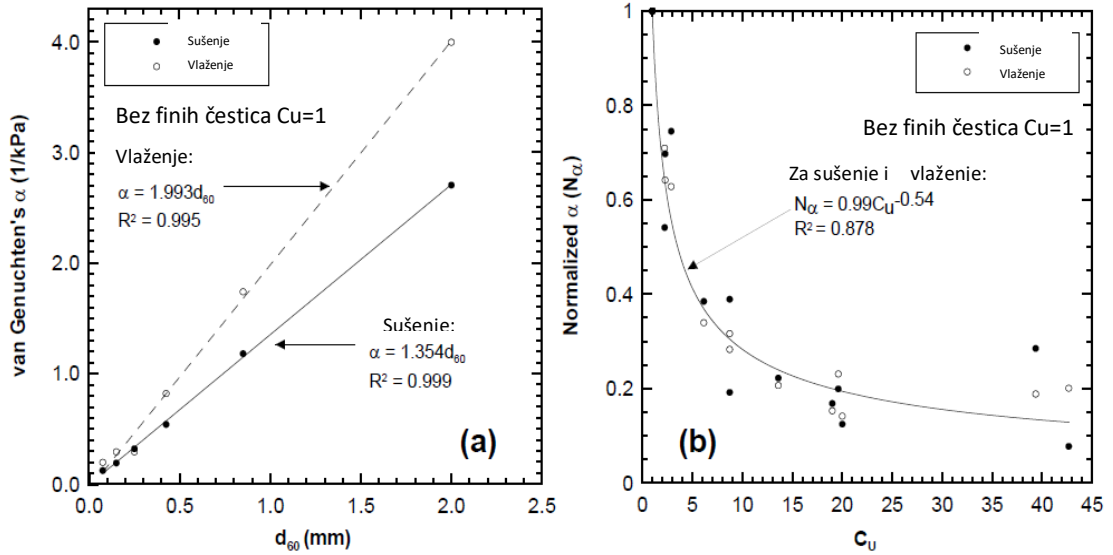 Sušenje
Vlaženje
Bez finih čestica Cu=1
Vlaženje:
α = 1.993d60
R² = 0.995
Sušenje:
α = 1.354d60
R² = 0.999
(a)
van Genuchten's α (1/kPa)
4.0
3.0
2.0
1.0
0.0
0.0 0.5 1.0 1.5 2.0 2.5
d60 (mm)
Sušenje
Vlaženje
Bez finih čestica Cu=1
Za sušenje i vlaženje:
Nα = 0.99Cu-0.54
R² = 0.878
(b)
Normalized α (Nα)
1
0.8
0.6
0.4
0.2
0
0 5 10 15 20 25 30 35 40 45
CU